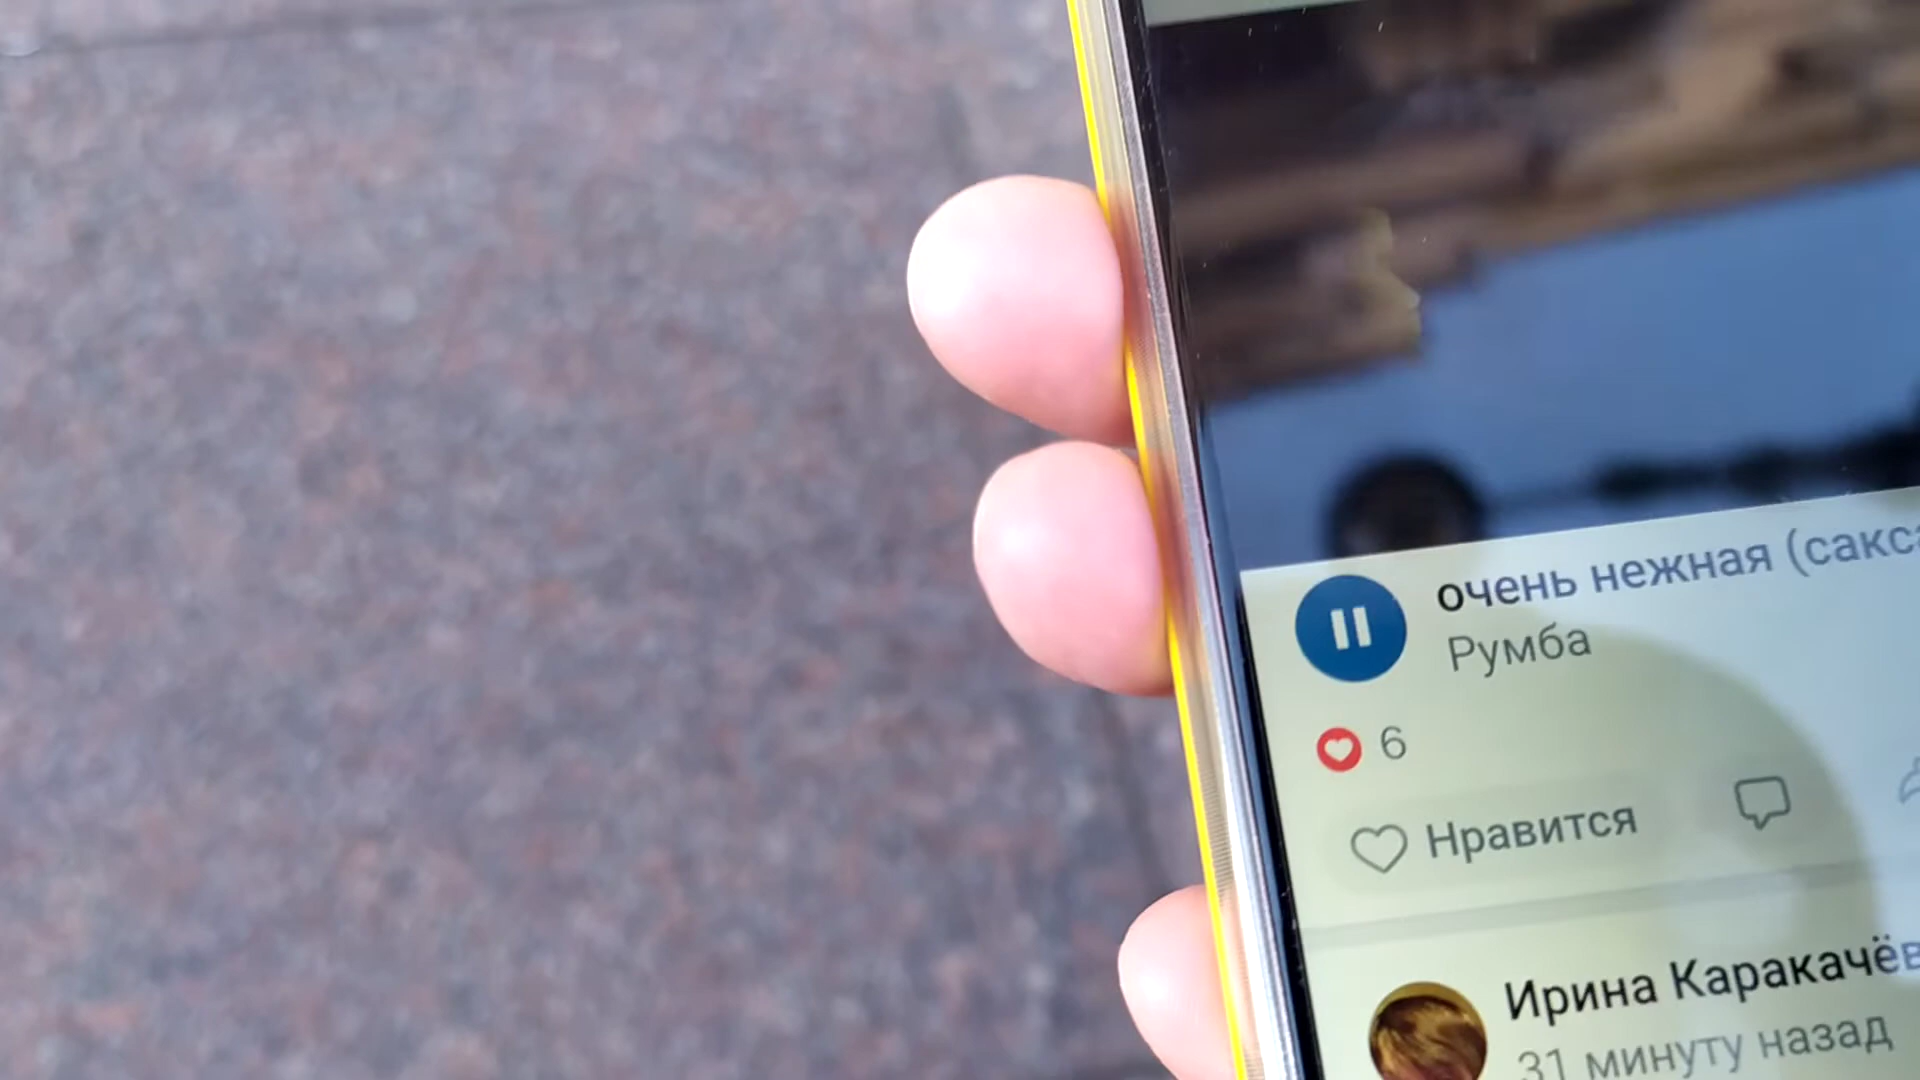 очень нежная (сакс
Румба
6
Нравится
Ирина Каракачёв
31 минуту назад